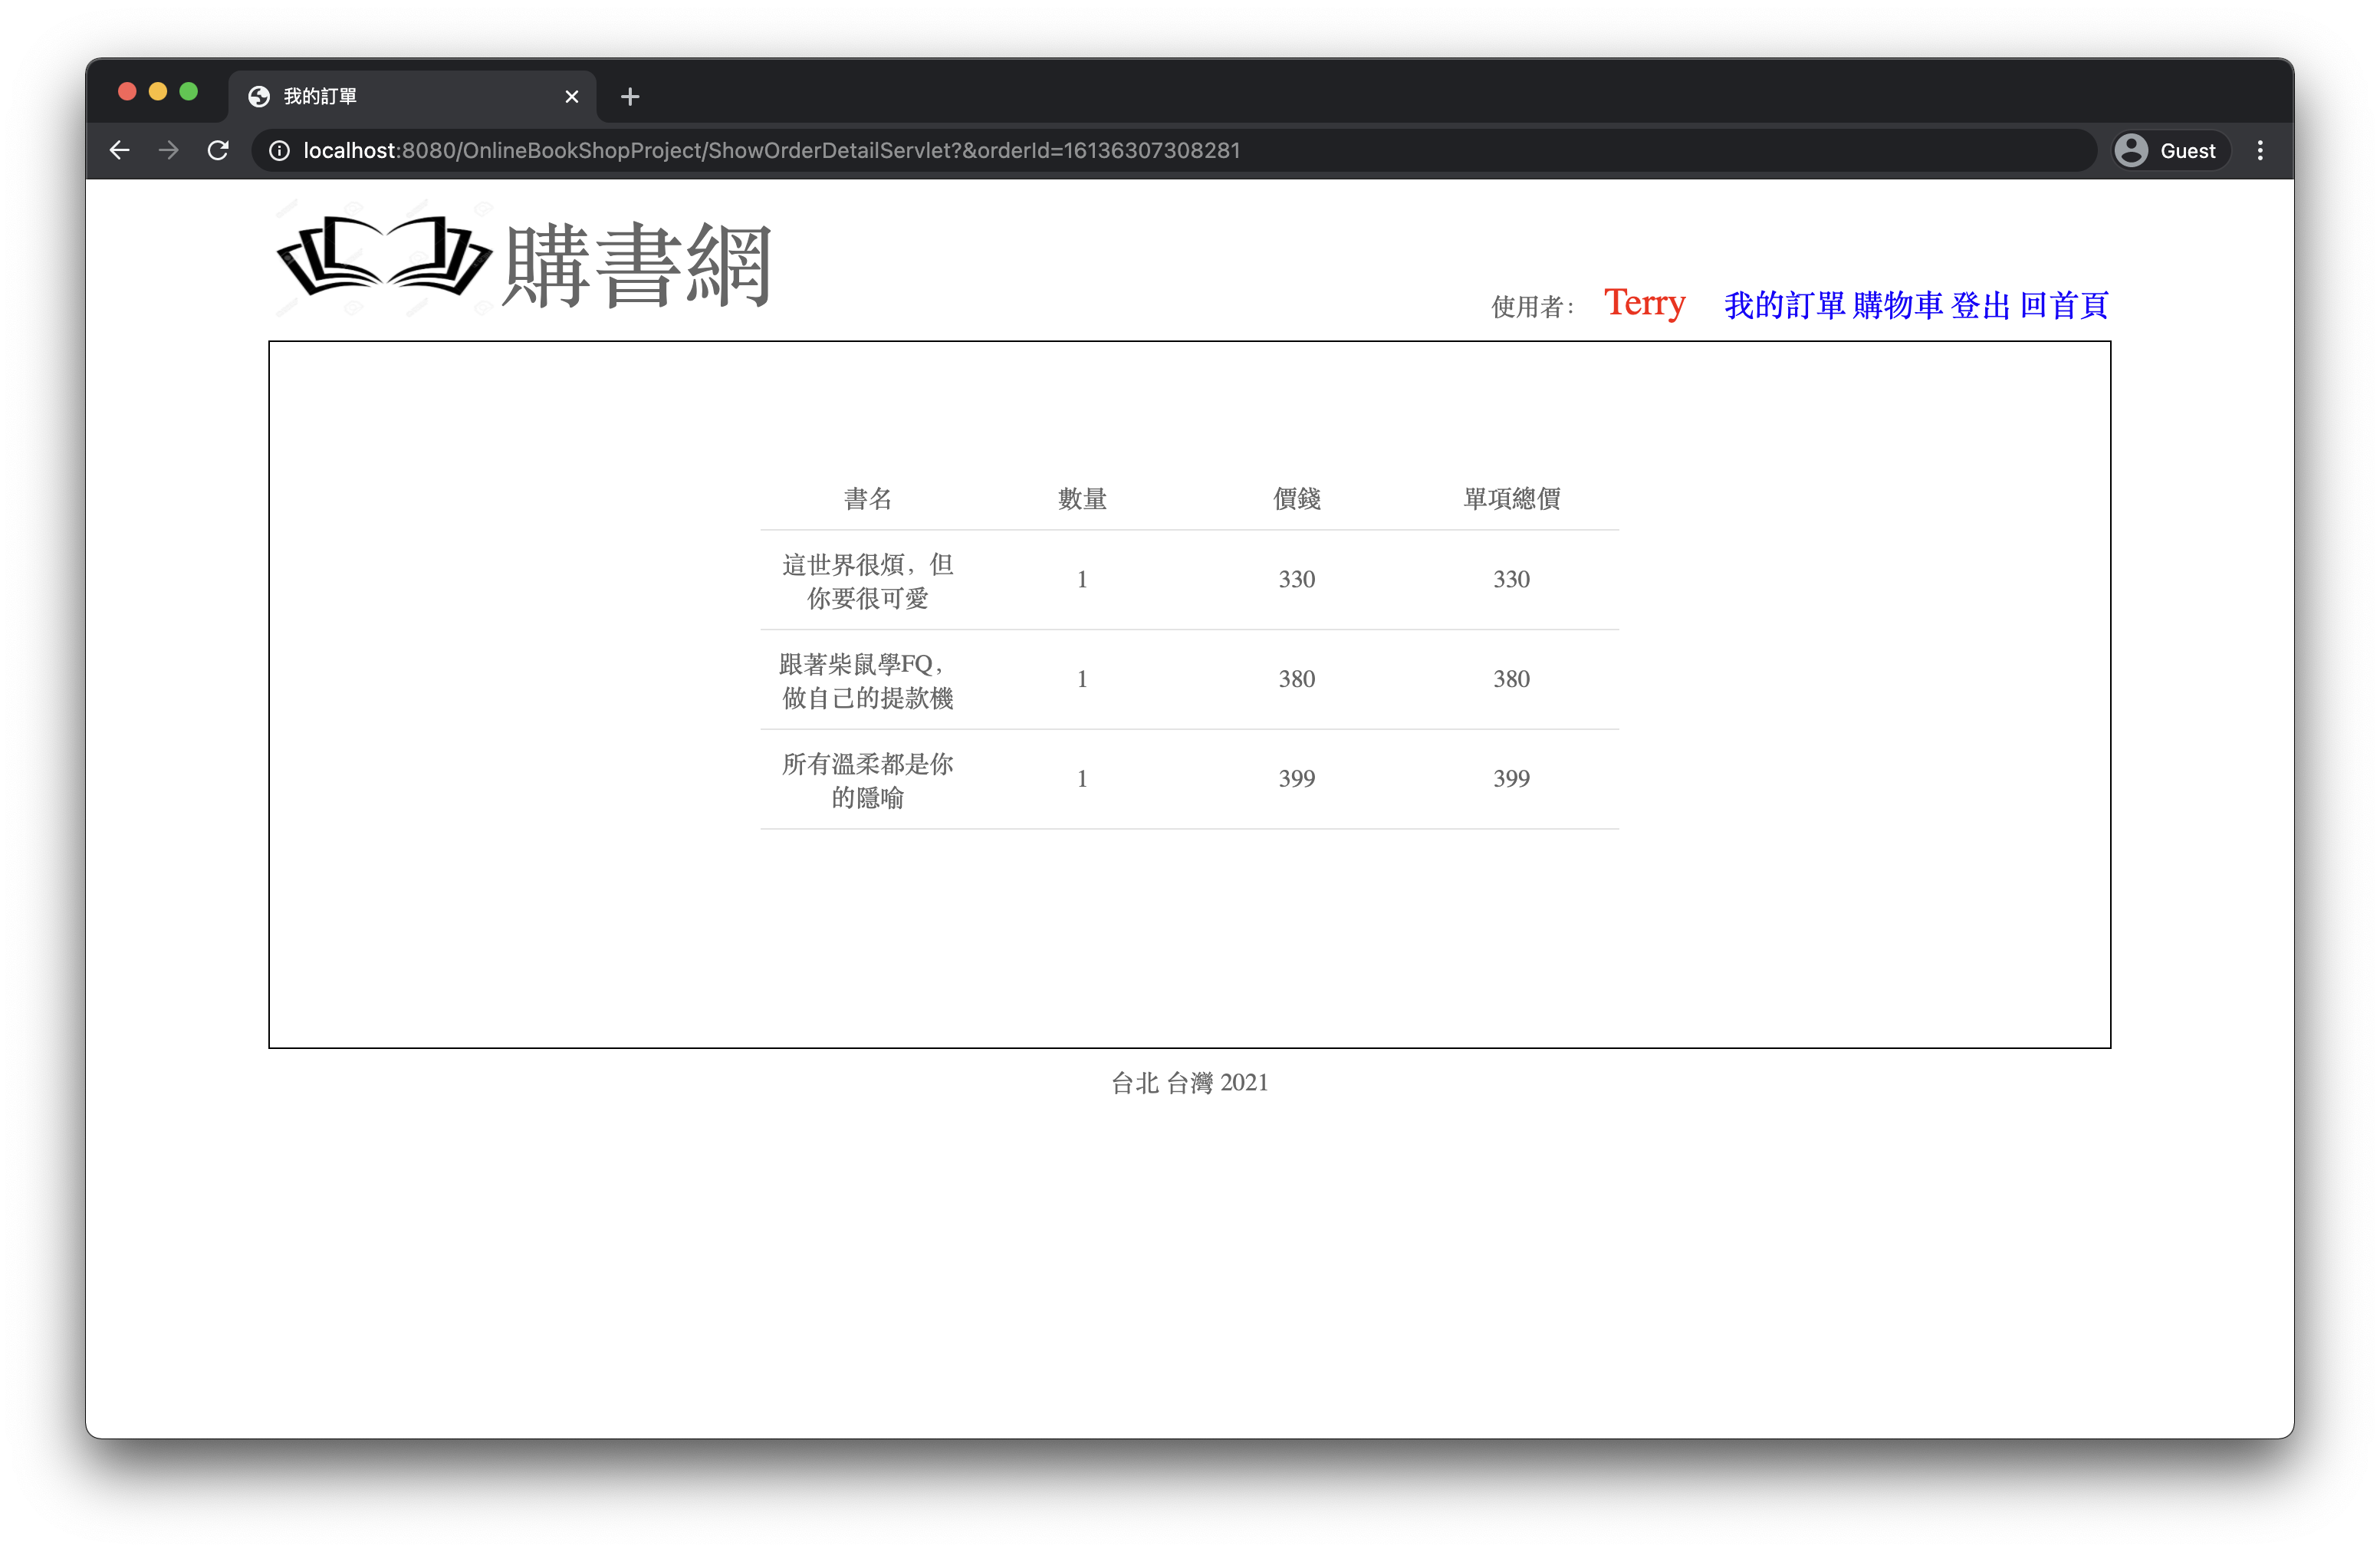 我的訂單
localhost:8080/OnlineBookShopProject/ShowOrderDetailServlet?&orderId=16136307308281
Guest
購書網
使用者： Terry 我的訂單 購物車 登出 回首頁
書名 數量 價錢 單項總價
這世界很煩，但
你要很可愛 1 330 330
跟著柴鼠學FQ，
做自己的提款機 1 380 380
所有溫柔都是你
的隱喻 1 399 399
台北 台灣 2021